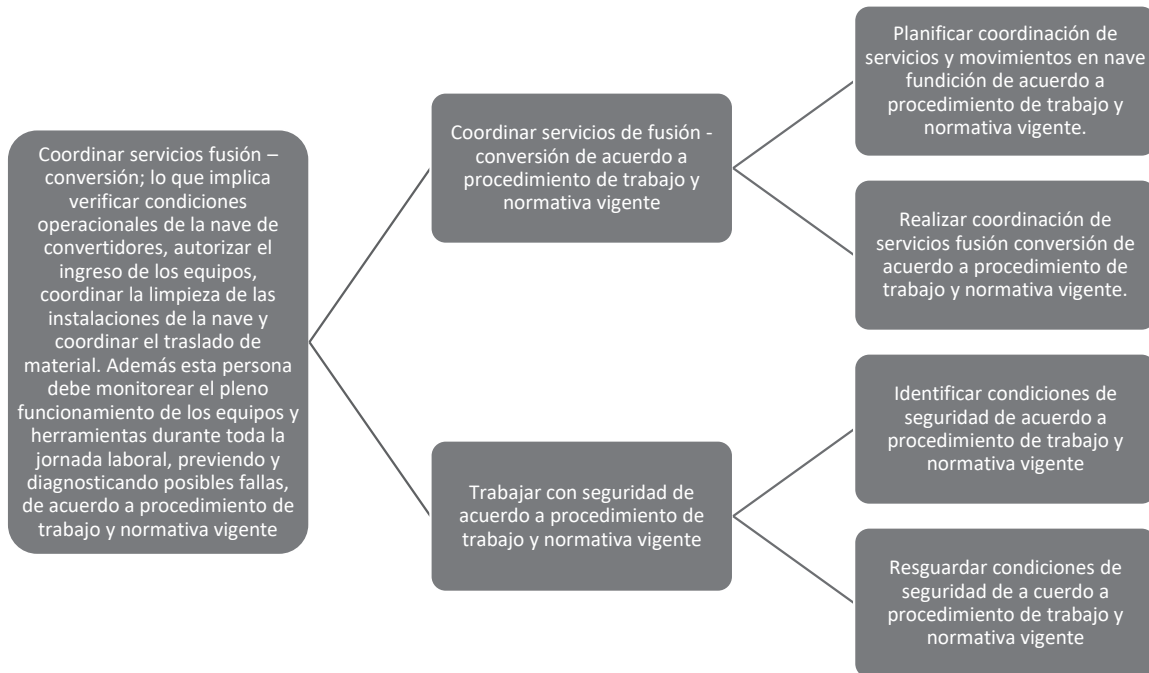 Coordinar servicios fusión –
conversión; lo que implica
verificar condiciones
operacionales de la nave de
convertidores, autorizar el
ingreso de los equipos,
coordinar la limpieza de las
instalaciones de la nave y
coordinar el traslado de
material. Además esta persona
debe monitorear el pleno
funcionamiento de los equipos y
herramientas durante toda la
jornada laboral, previendo y
diagnosticando posibles fallas,
de acuerdo a procedimiento de
trabajo y normativa vigente
Coordinar servicios de fusión -
conversión de acuerdo a
procedimiento de trabajo y
normativa vigente
Planificar coordinación de
servicios y movimientos en nave
fundición de acuerdo a
procedimiento de trabajo y
normativa vigente.
Realizar coordinación de
servicios fusión conversión de
acuerdo a procedimiento de
trabajo y normativa vigente.
Trabajar con seguridad de
acuerdo a procedimiento de
trabajo y normativa vigente
Identificar condiciones de
seguridad de acuerdo a
procedimiento de trabajo y
normativa vigente
Resguardar condiciones de
seguridad de a cuerdo a
procedimiento de trabajo y
normativa vigente